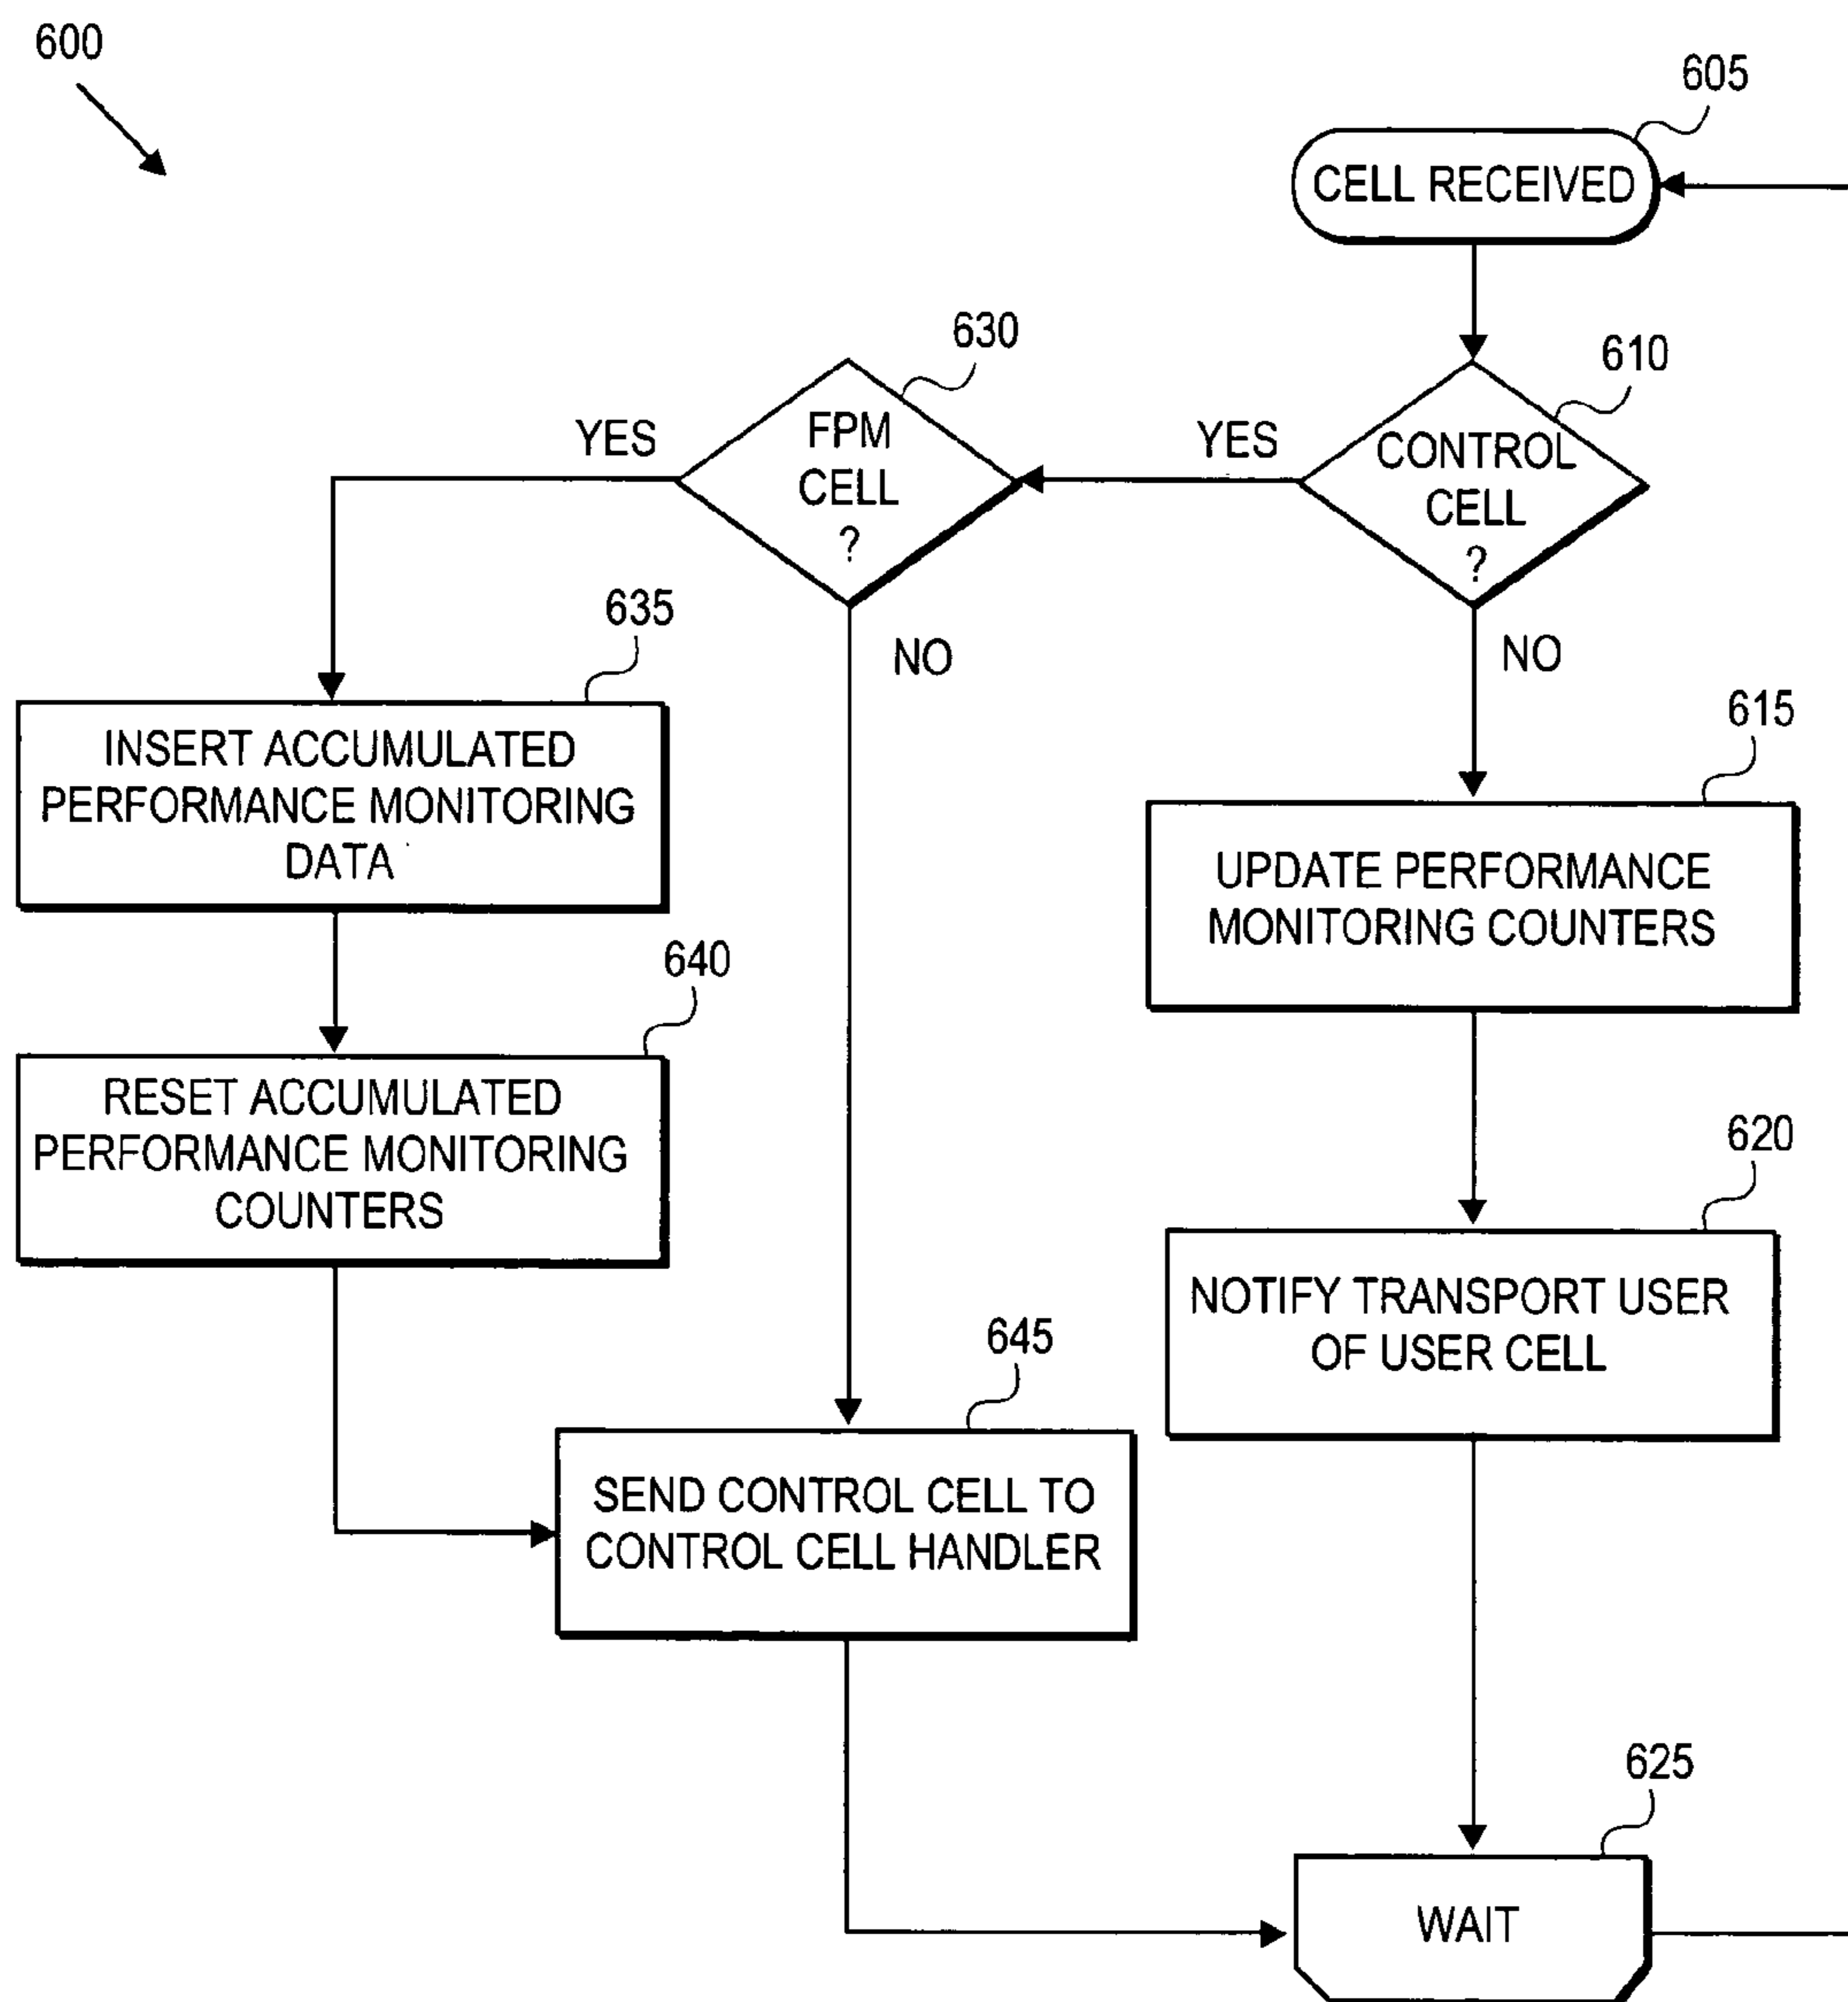 600
605
CELL RECEIVED
610
CONTROL
CELL
?
YES
NO
630
FPM
CELL
?
YES
NO
635
INSERT ACCUMULATED
PERFORMANCE MONITORING
DATA
640
RESET ACCUMULATED
PERFORMANCE MONITORING
COUNTERS
615
UPDATE PERFORMANCE
MONITORING COUNTERS
620
NOTIFY TRANSPORT USER
OF USER CELL
645
SEND CONTROL CELL TO
CONTROL CELL HANDLER
625
WAIT